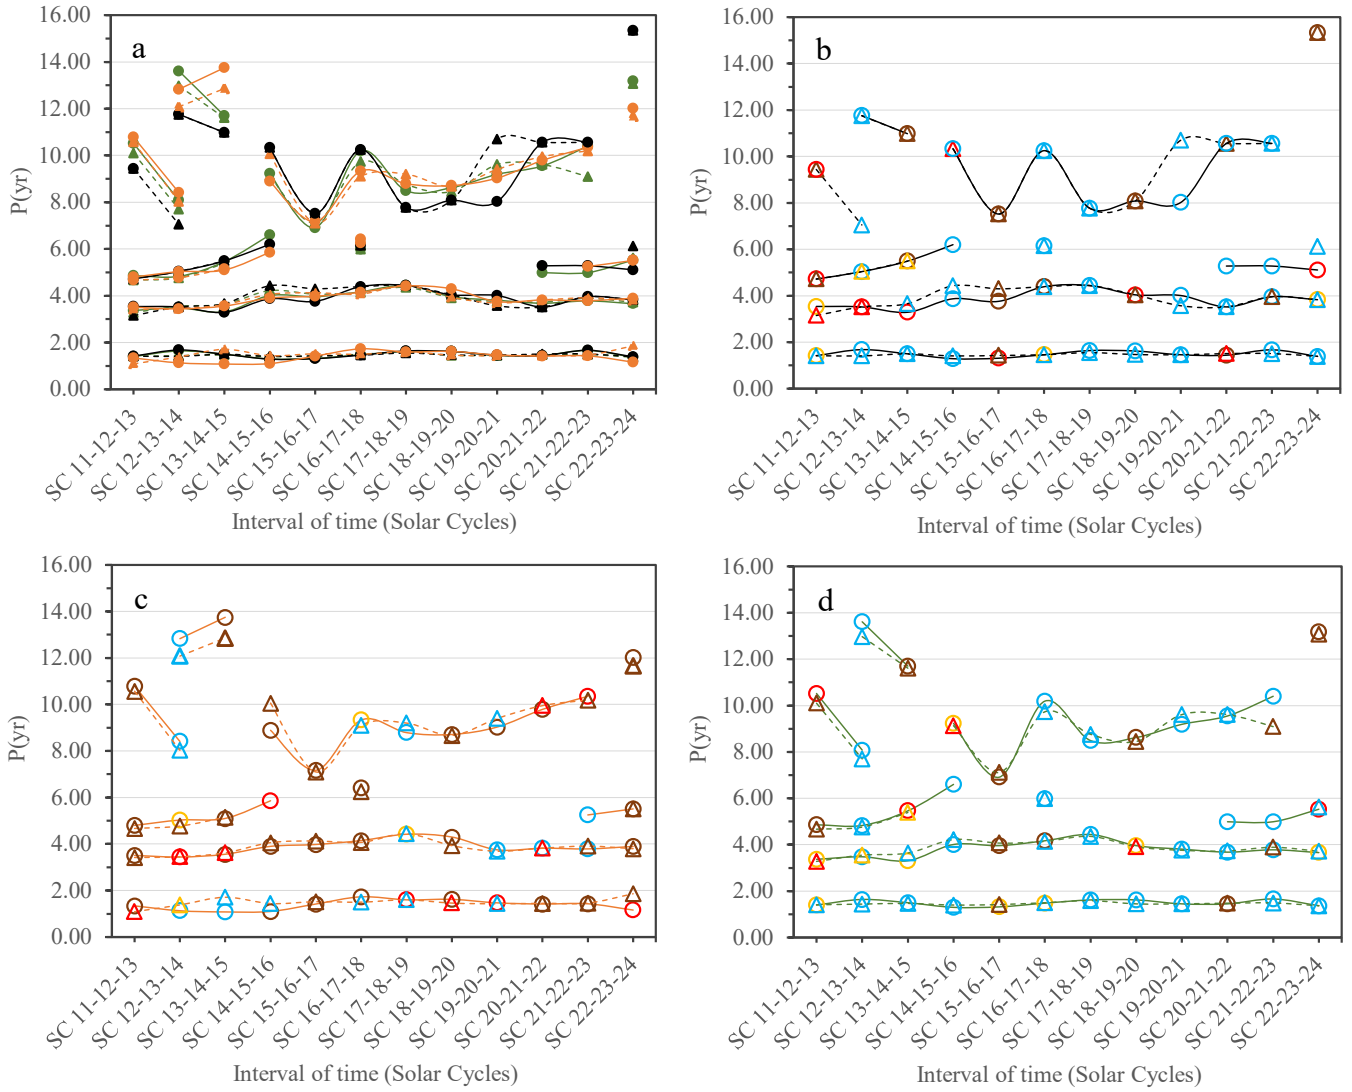 a
P(yr)
16.00
14.00
12.00
10.00
8.00
6.00
4.00
2.00
0.00
SC 11-12-13
SC 12-13-14
SC 13-14-15
SC 14-15-16
SC 15-16-17
SC 16-17-18
SC 17-18-19
SC 18-19-20
SC 19-20-21
SC 20-21-22
SC 21-22-23
SC 22-23-24
Interval of time (Solar Cycles)
b
P(yr)
16.00
14.00
12.00
10.00
8.00
6.00
4.00
2.00
0.00
SC 11-12-13
SC 12-13-14
SC 13-14-15
SC 14-15-16
SC 15-16-17
SC 16-17-18
SC 17-18-19
SC 18-19-20
SC 19-20-21
SC 20-21-22
SC 21-22-23
SC 22-23-24
Interval of time (Solar Cycles)
c
P(yr)
16.00
14.00
12.00
10.00
8.00
6.00
4.00
2.00
0.00
SC 11-12-13
SC 12-13-14
SC 13-14-15
SC 14-15-16
SC 15-16-17
SC 16-17-18
SC 17-18-19
SC 18-19-20
SC 19-20-21
SC 20-21-22
SC 21-22-23
SC 22-23-24
Interval of time (Solar Cycles)
d
P(yr)
16.00
14.00
12.00
10.00
8.00
6.00
4.00
2.00
0.00
SC 11-12-13
SC 12-13-14
SC 13-14-15
SC 14-15-16
SC 15-16-17
SC 16-17-18
SC 17-18-19
SC 18-19-20
SC 19-20-21
SC 20-21-22
SC 21-22-23
SC 22-23-24
Interval of time (Solar Cycles)